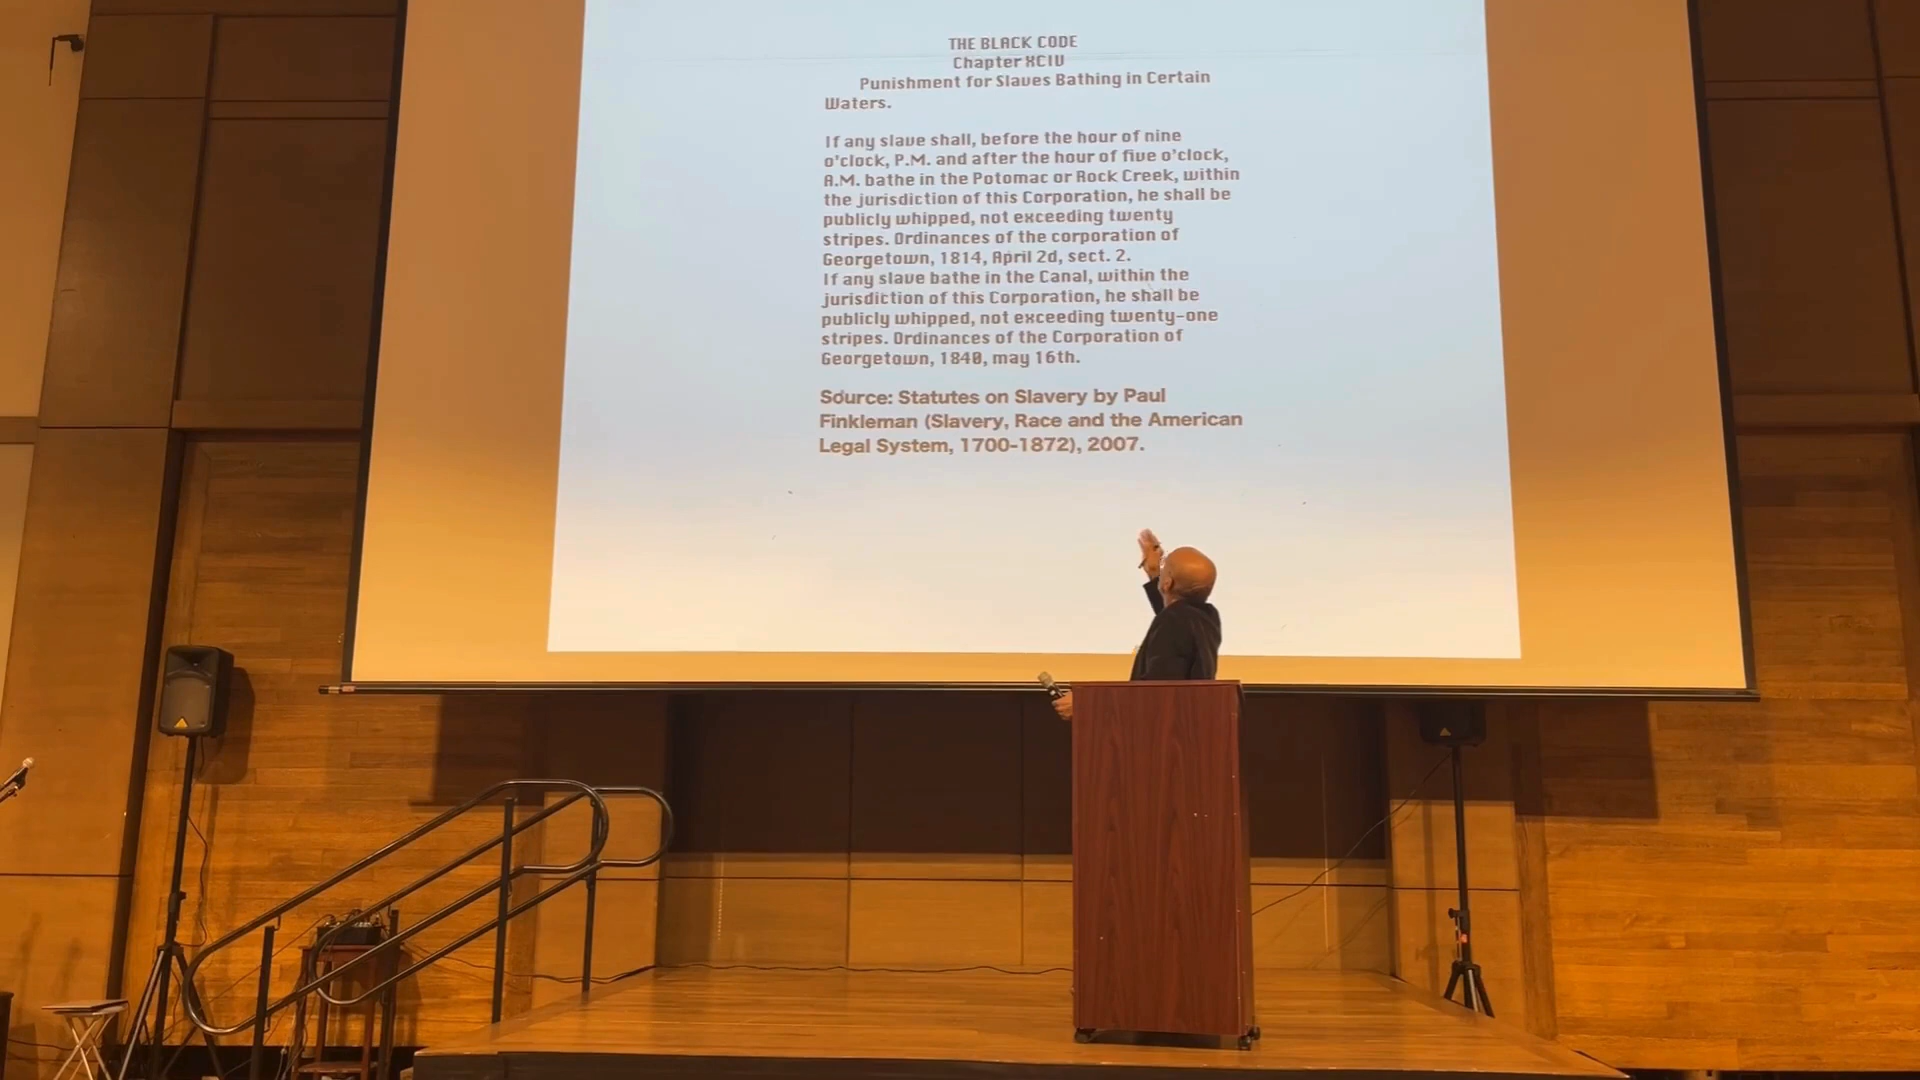 THE BLACK CODE
Chapter XCIV
Punishment for Slaves Bathing in Certain
Waters.
If any slave shall, before the hour of nine
o'clock, P.M. and after the hour of five o'clock,
A.M. bathe in the Potomac or Rock Creek, within
the jurisdiction of this Corporation, he shall be
publicly whipped, not exceeding twenty
stripes. Ordinances of the corporation of
Georgetown, 1814, April 2d, sect. 2.
If any slave bathe in the Canal, within the
jurisdiction of this Corporation, he shall be
publicly whipped, not exceeding twenty-one
stripes. Ordinances of the Corporation of
Georgetown, 1840, may 16th.
Source: Statutes on Slavery by Paul
Finkleman (Slavery, Race and the American
Legal System, 1700-1872), 2007.